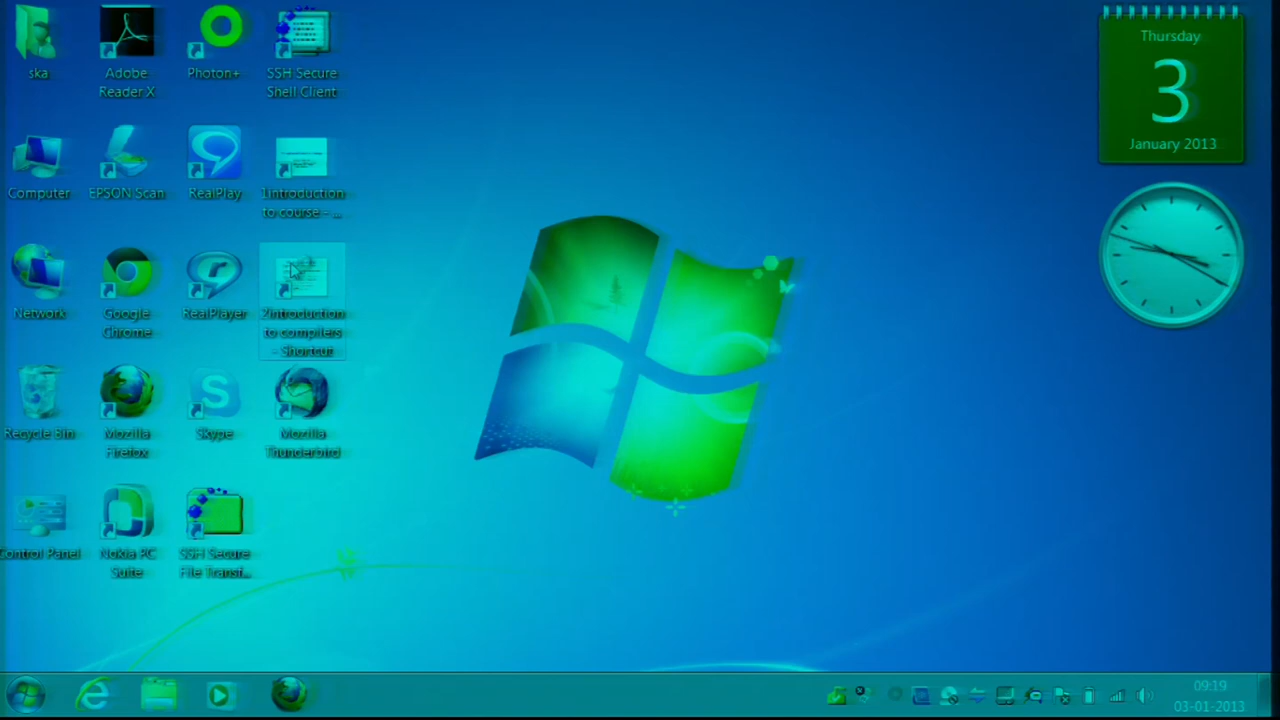 ska
Adobe
Reader X
Photon+
SSH Secure
Shell Client
Computer
EPSON Scan
RealPlay
1introduction
to course - ...
Network
Google
Chrome
RealPlayer
2introduction
to compilers
- Shortcut
Recycle Bin
Mozilla
Firefox
Skype
Mozilla
Thunderbird
Control Panel
Nokia PC
Suite
SSH Secure
File Transf...
Thursday
3
January 2013
09:19
03-01-2013